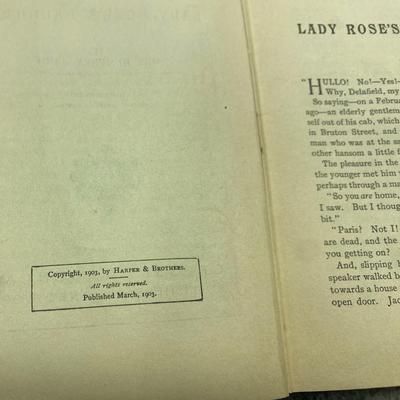 Copyright, 1903, by HARPER & BROTHERS.
All rights reserved.
Published March, 1903.
LADY ROSE'S
"HULLO! No!—Yes!—
Why, Delafield, my
So saying—on a Februar
ago—an elderly gentlem
self out of his cab, which
in Bruton Street, and
man who was at the sa
other hansom a little f
The pleasure in the
the younger met him
perhaps through a ma
"So you are home,
I saw. But I though
bit."
"Paris? Not I!
are dead, and the
you getting on?
And, slipping h
speaker walked b
towards a house
open door. Jac